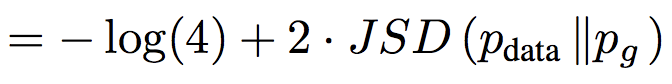 = − log(4) + 2 · JSD (p_data ∥p_g )